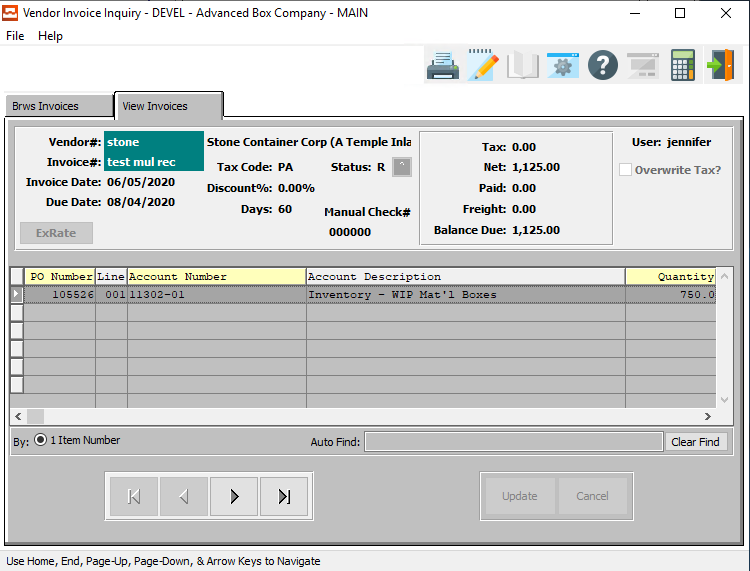 Vendor Invoice Inquiry - DEVEL - Advanced Box Company - MAIN
File Help
Brws Invoices View Invoices
Vendor#: stone Stone Container Corp (A Temple Inla
Invoice#: test mul rec Tax Code: PA Status: R ?
Invoice Date: 06/05/2020 Discount%: 0.00%
Due Date: 08/04/2020 Days: 60 Manual Check#
ExRate 000000
Tax: 0.00
Net: 1,125.00
Paid: 0.00
Freight: 0.00
Balance Due: 1,125.00
User: jennifer
Overwrite Tax?
PO Number Line Account Number Account Description Quantity
105526 001 11302-01 Inventory - WIP Mat'l Boxes 750.0
By: 1 Item Number Auto Find: Clear Find
Update Cancel
Use Home, End, Page-Up, Page-Down, & Arrow Keys to Navigate